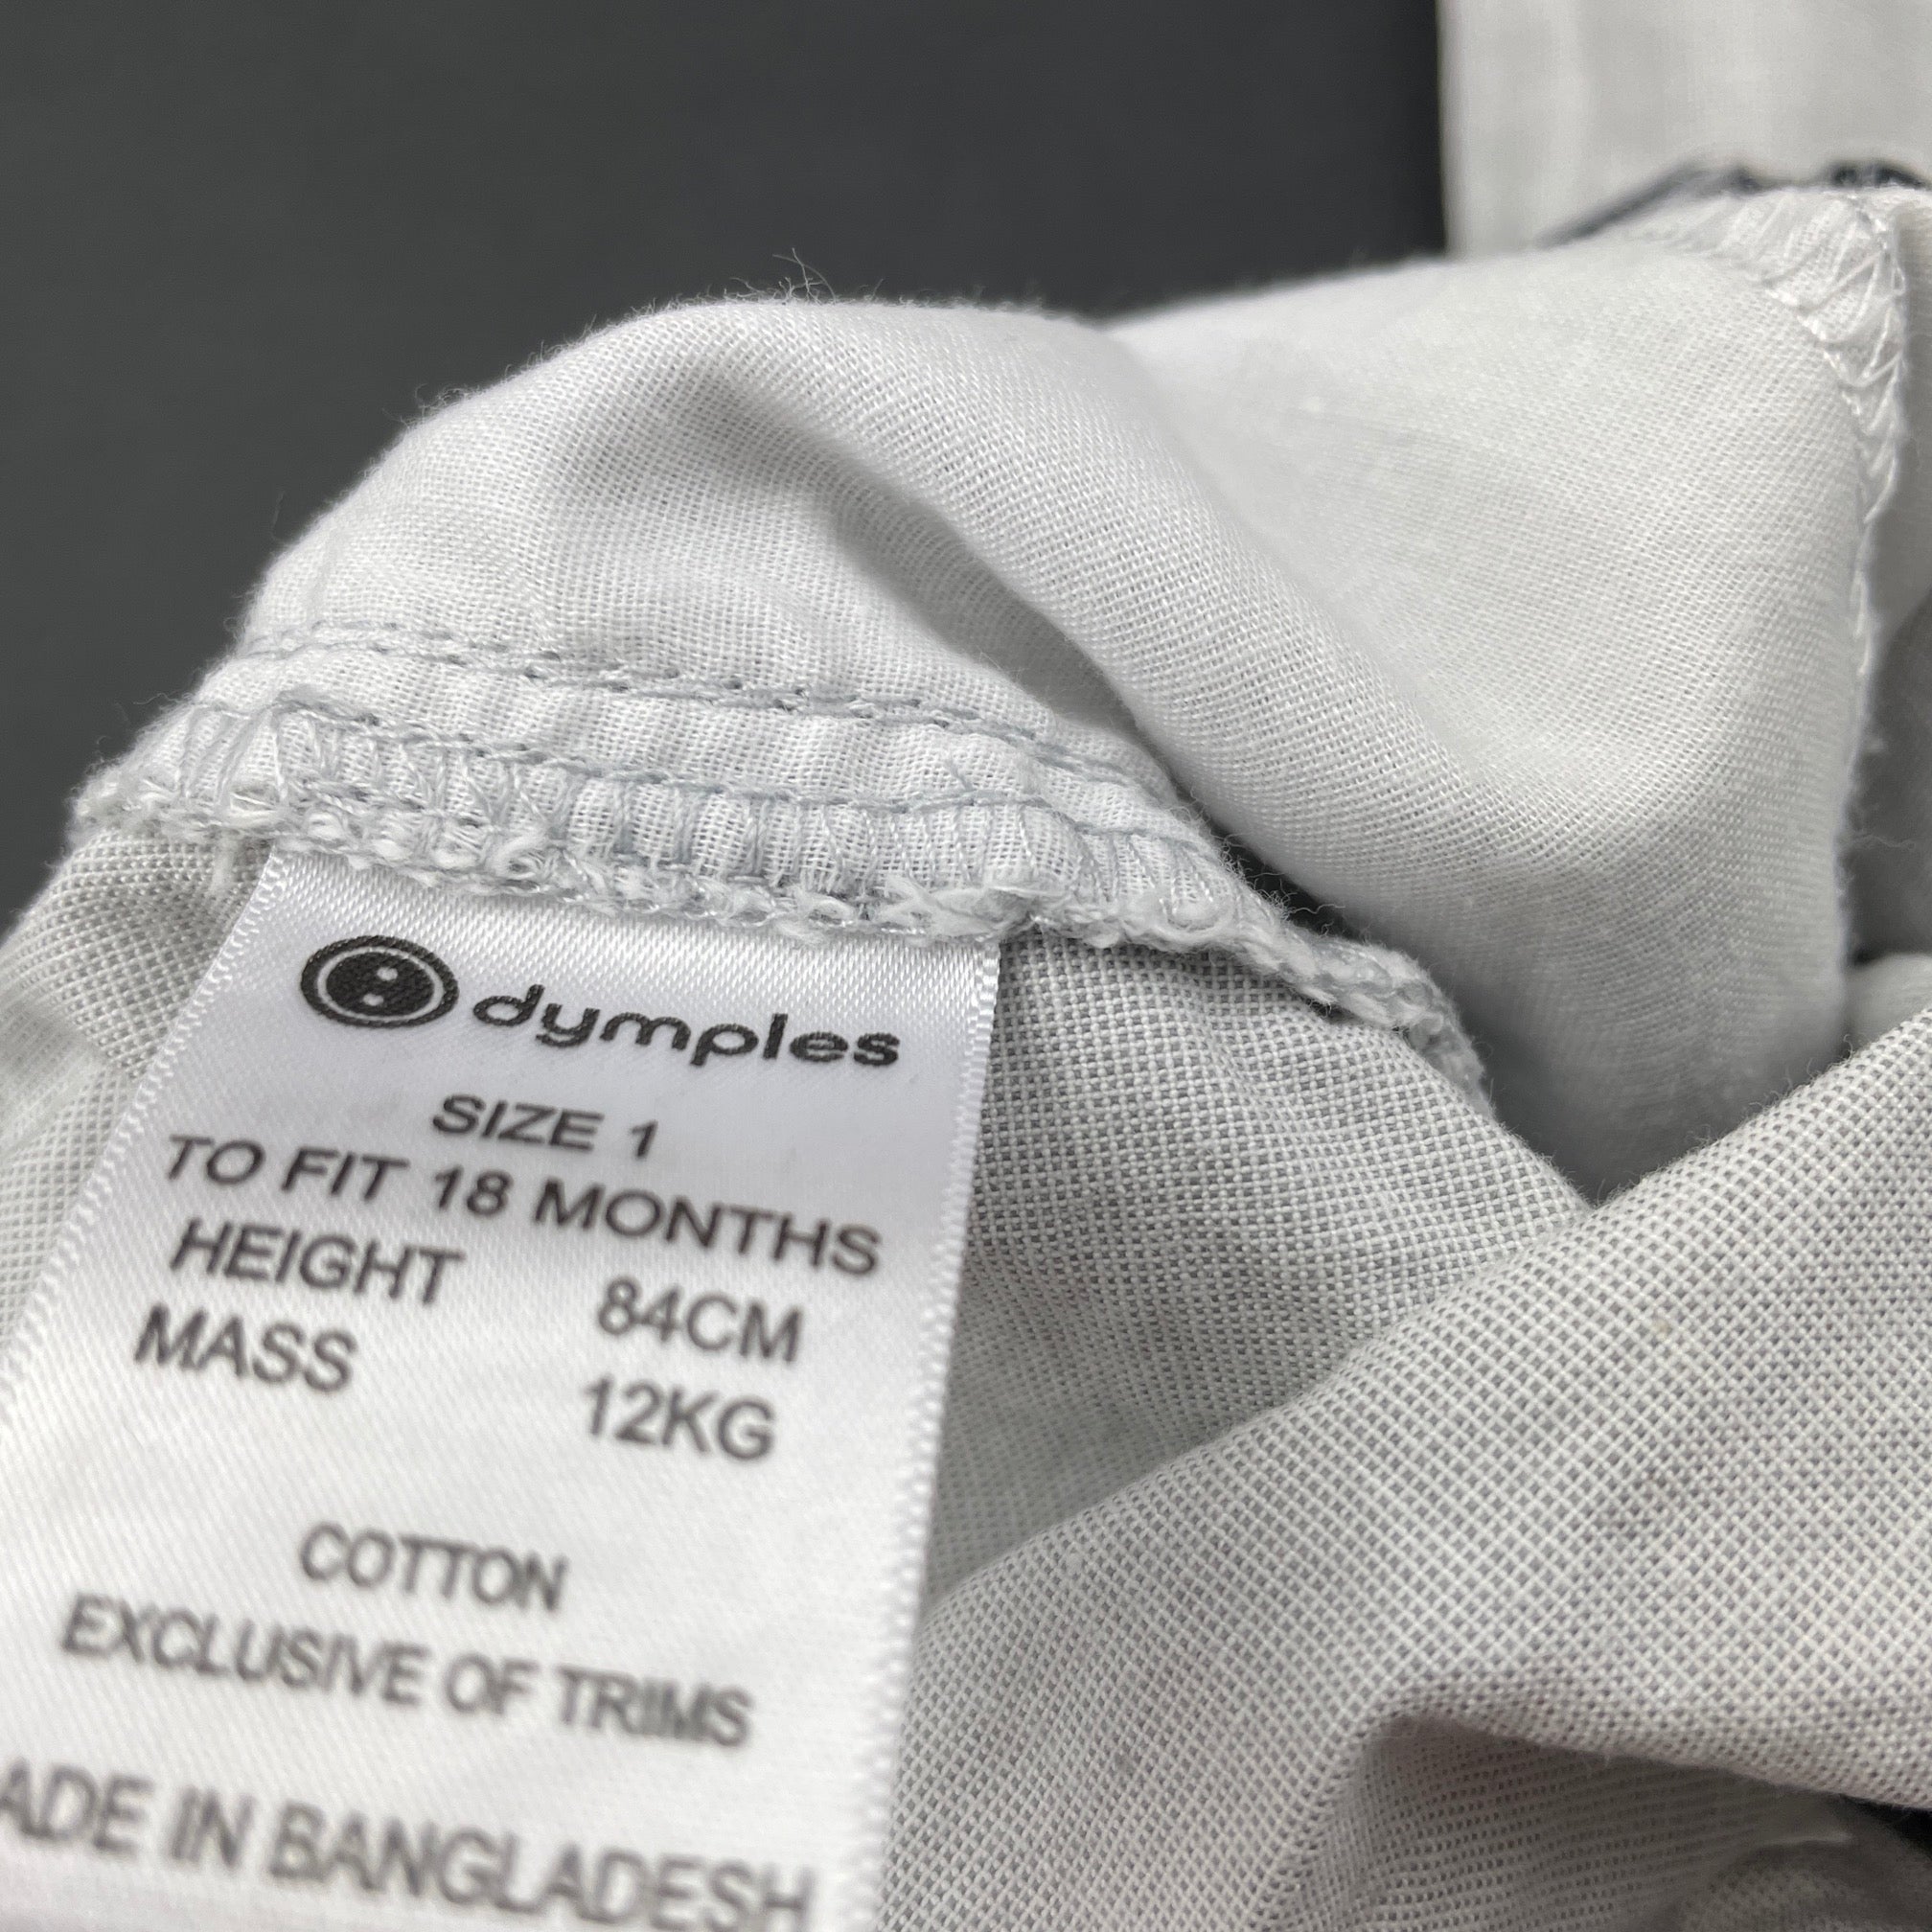 dymples
SIZE 1
TO FIT 18 MONTHS
HEIGHT 84CM
MASS 12KG
COTTON
EXCLUSIVE OF TRIMS
ADE IN BANGLADESH